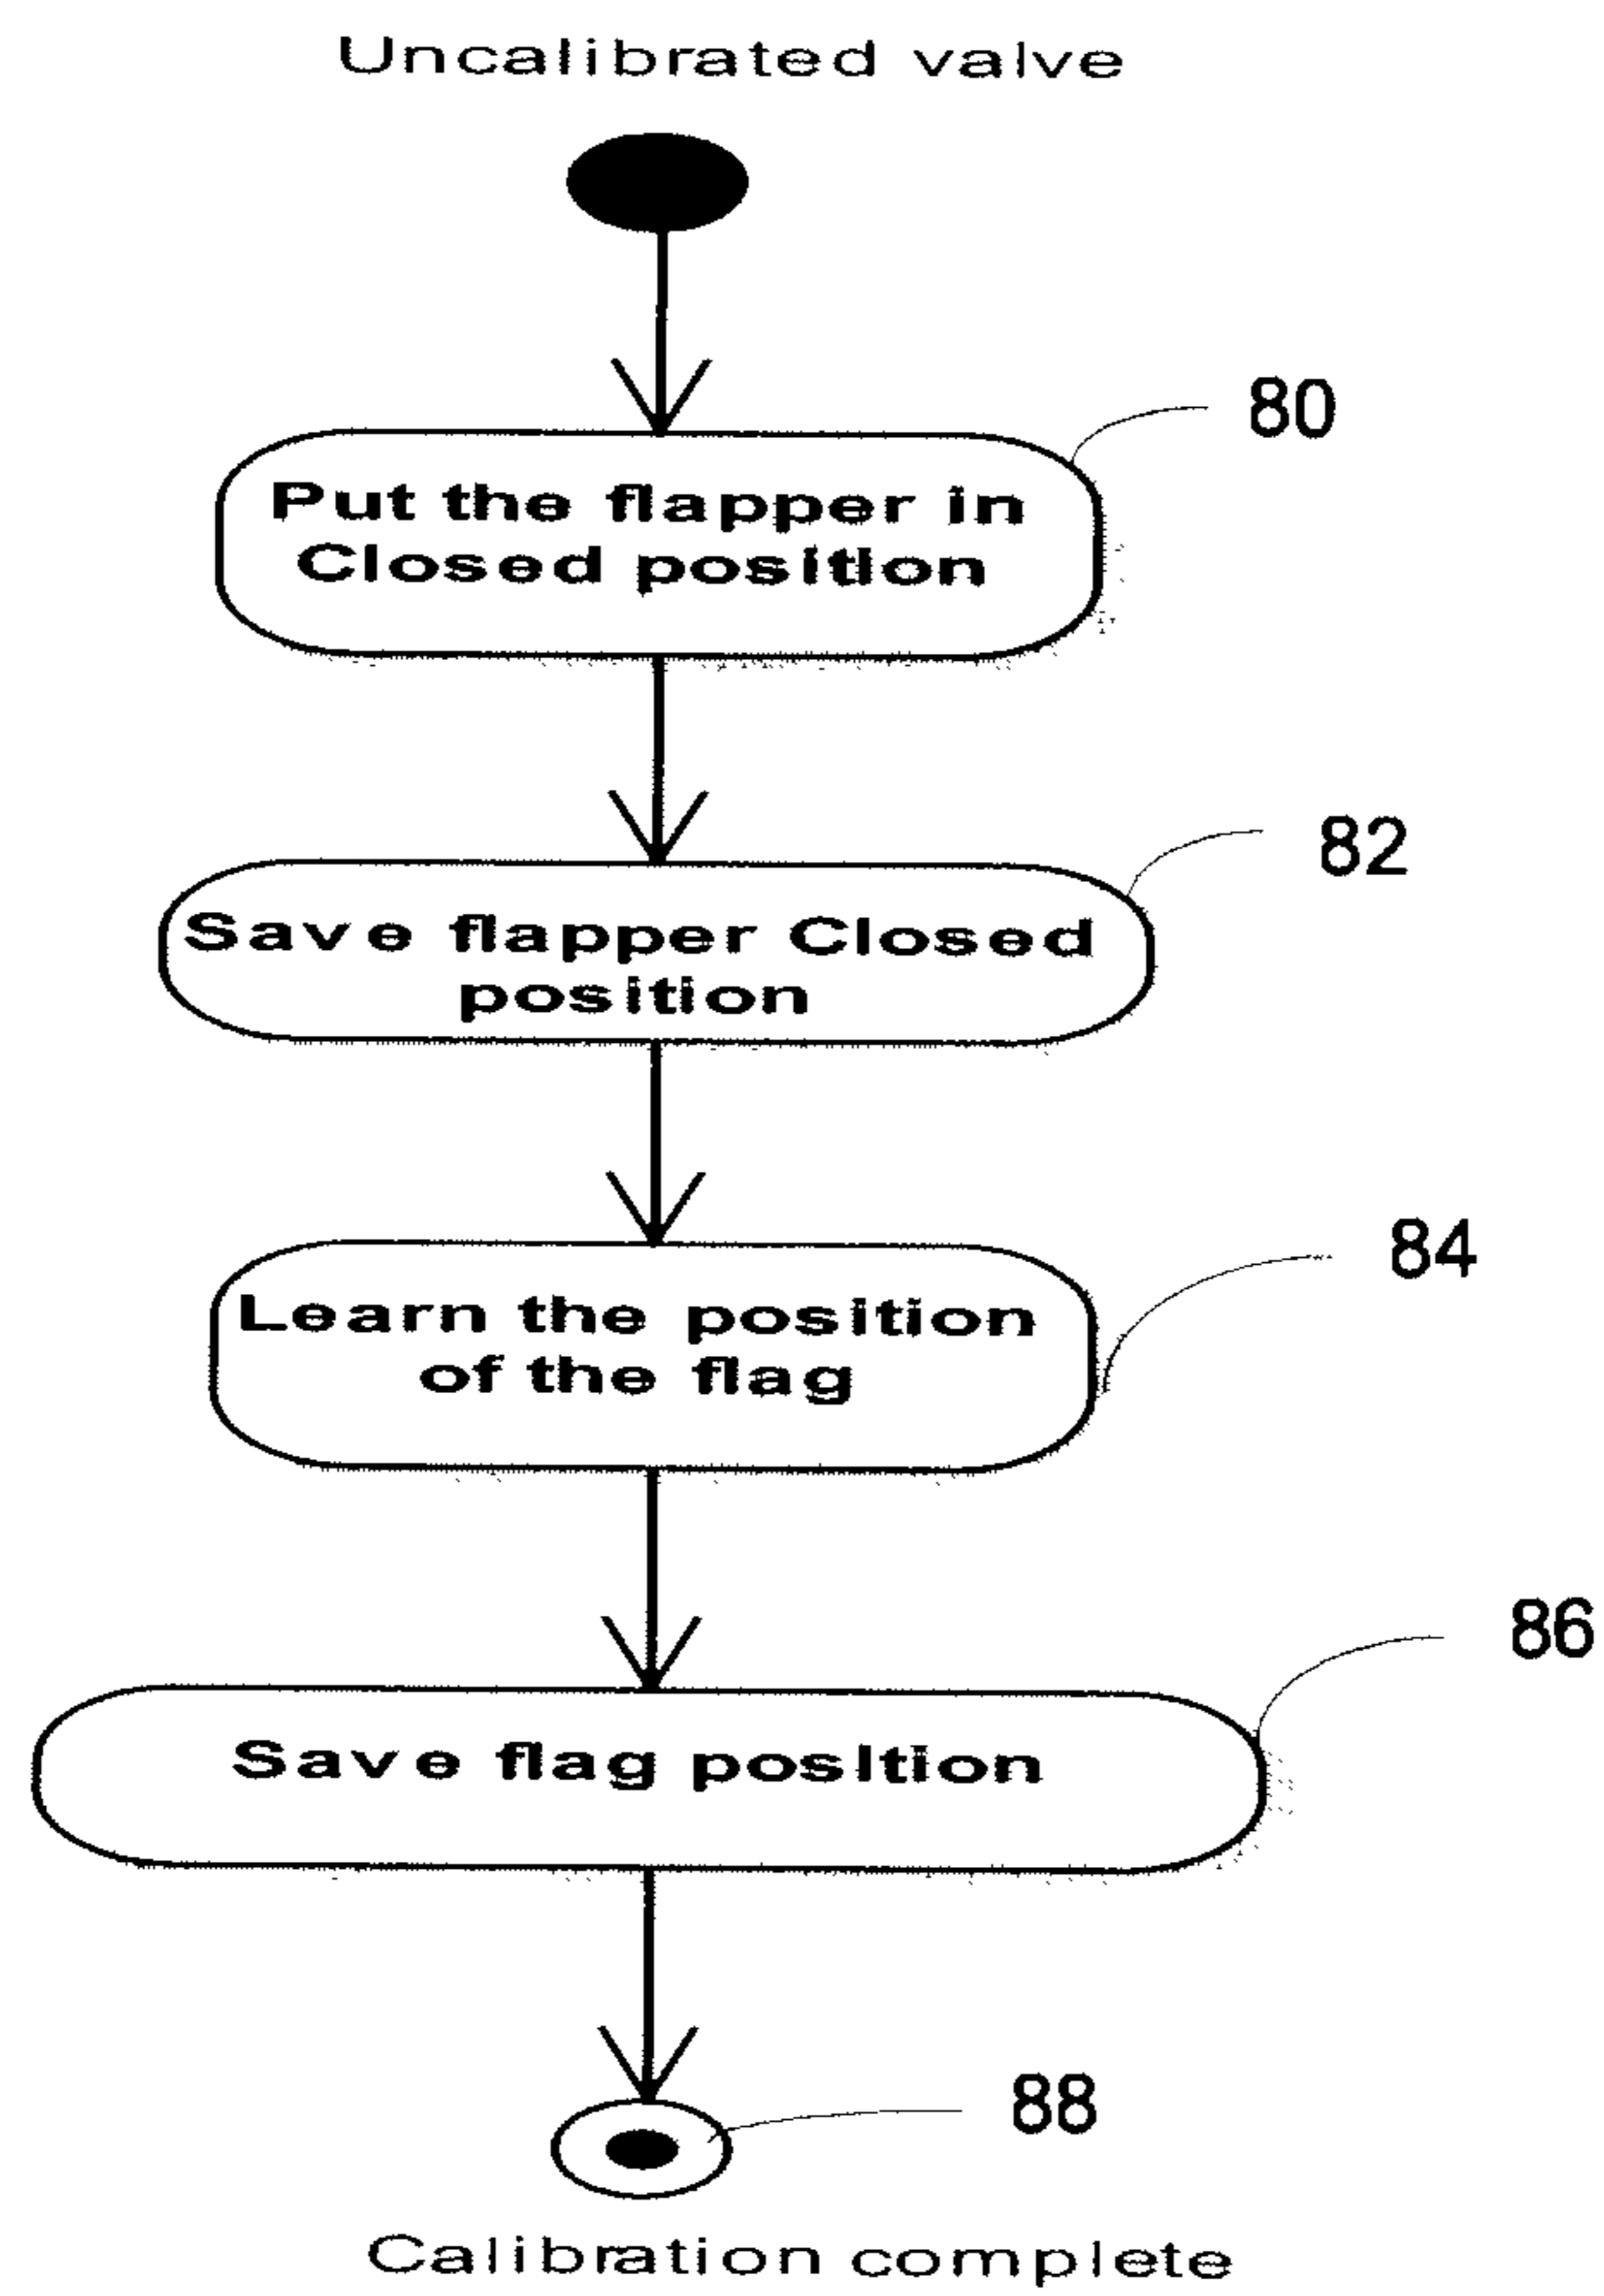 Uncalibrated valve
80
Put the flapper in
Closed position
82
Save flapper Closed
position
84
Learn the position
of the flag
86
Save flag position
88
Calibration complete